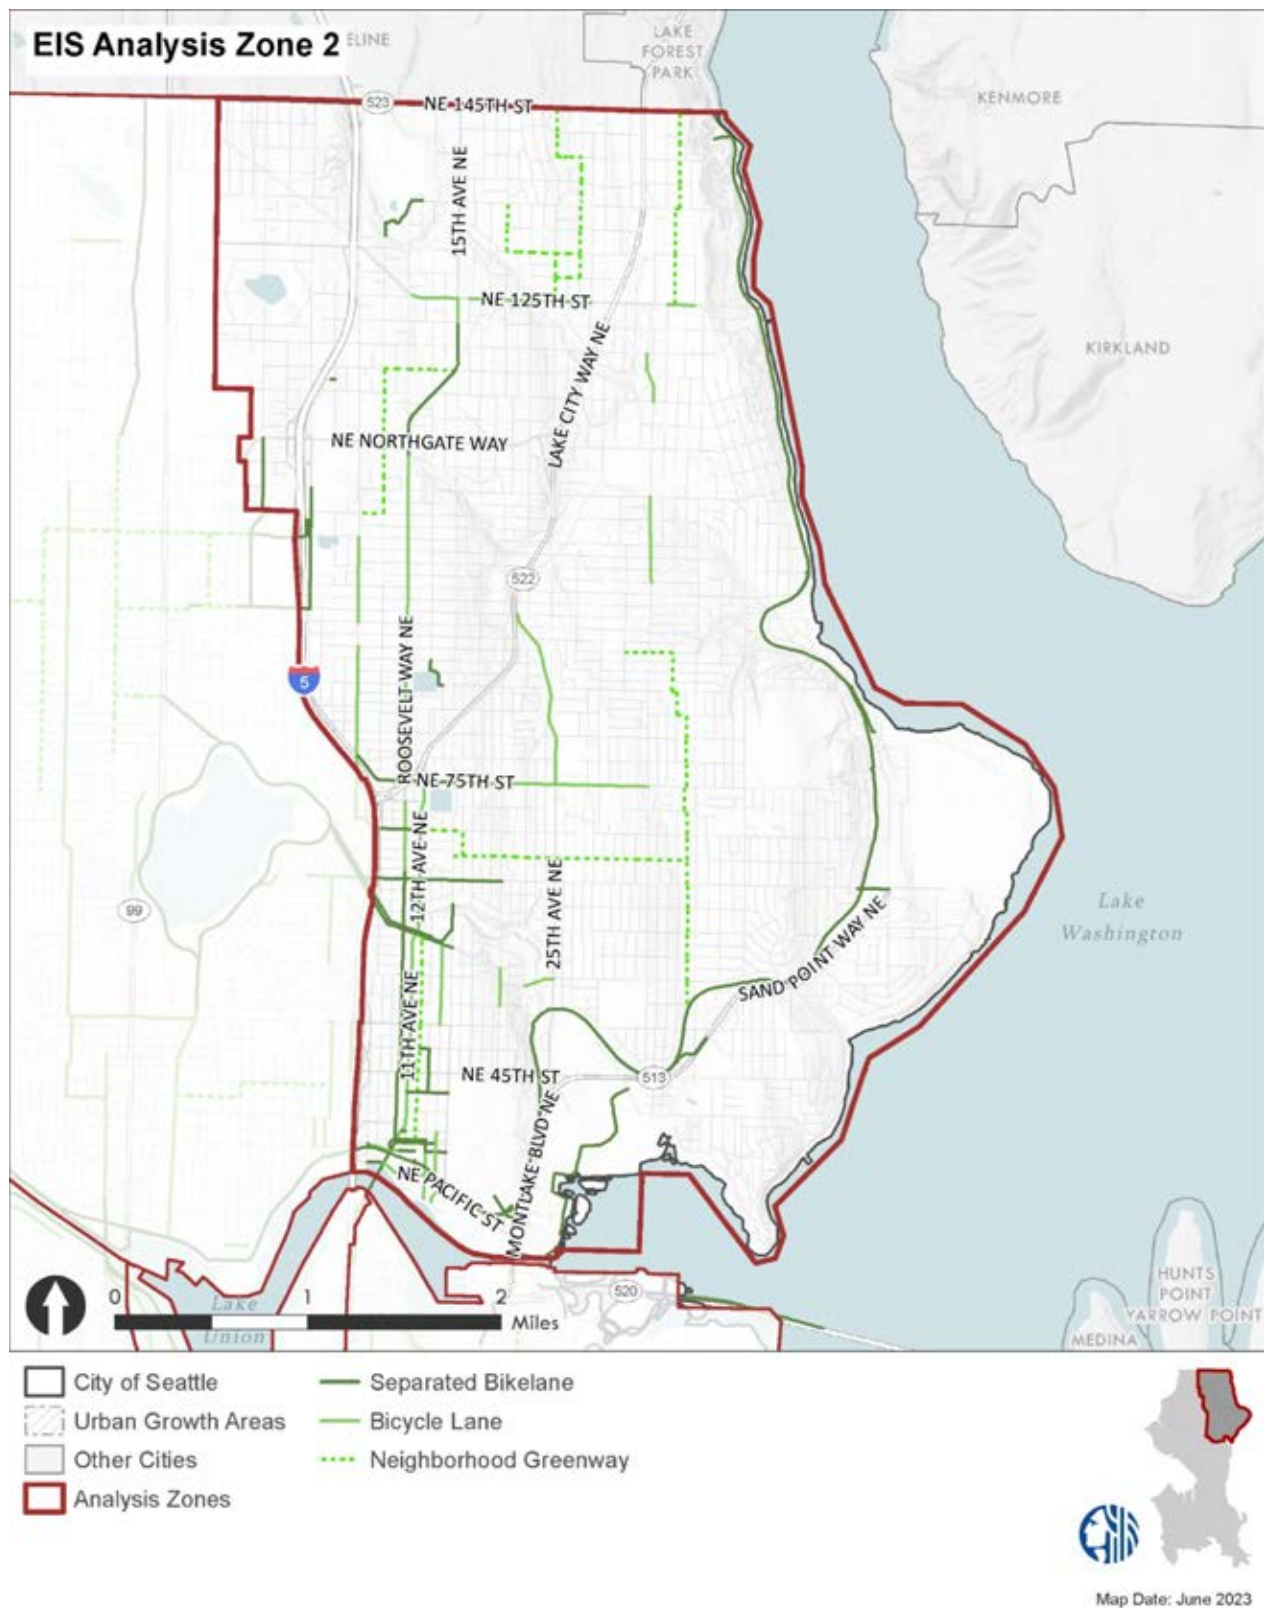 EIS Analysis Zone 2
ELINE
LAKE
FOREST
PARK
KENMORE
523
NE 145TH ST
15TH AVE NE
NE 125TH ST
KIRKLAND
LAKE CITY WAY NE
NE NORTHGATE WAY
522
ROOSEVELT WAY NE
5
NE 75TH ST
12TH AVE NE
25TH AVE NE
99
Lake
Washington
SAND POINT WAY NE
11TH AVE NE
NE 45TH ST
513
MONTLAKE BLVD NE
NE PACIFIC ST
520
HUNTS
POINT
YARROW POINT
MEDINA
Lake
Union
0 1 2
Miles
City of Seattle
Urban Growth Areas
Other Cities
Analysis Zones
Separated Bikelane
Bicycle Lane
Neighborhood Greenway
Map Date: June 2023